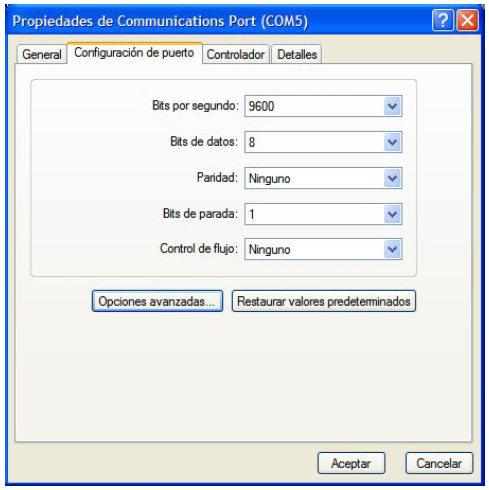 Propiedades de Communications Port (COM5)
General Configuración de puerto Controlador Detalles
Bits por segundo: 9600
Bits de datos: 8
Paridad: Ninguno
Bits de parada: 1
Control de flujo: Ninguno
Opciones avanzadas... Restaurar valores predeterminados
Aceptar Cancelar